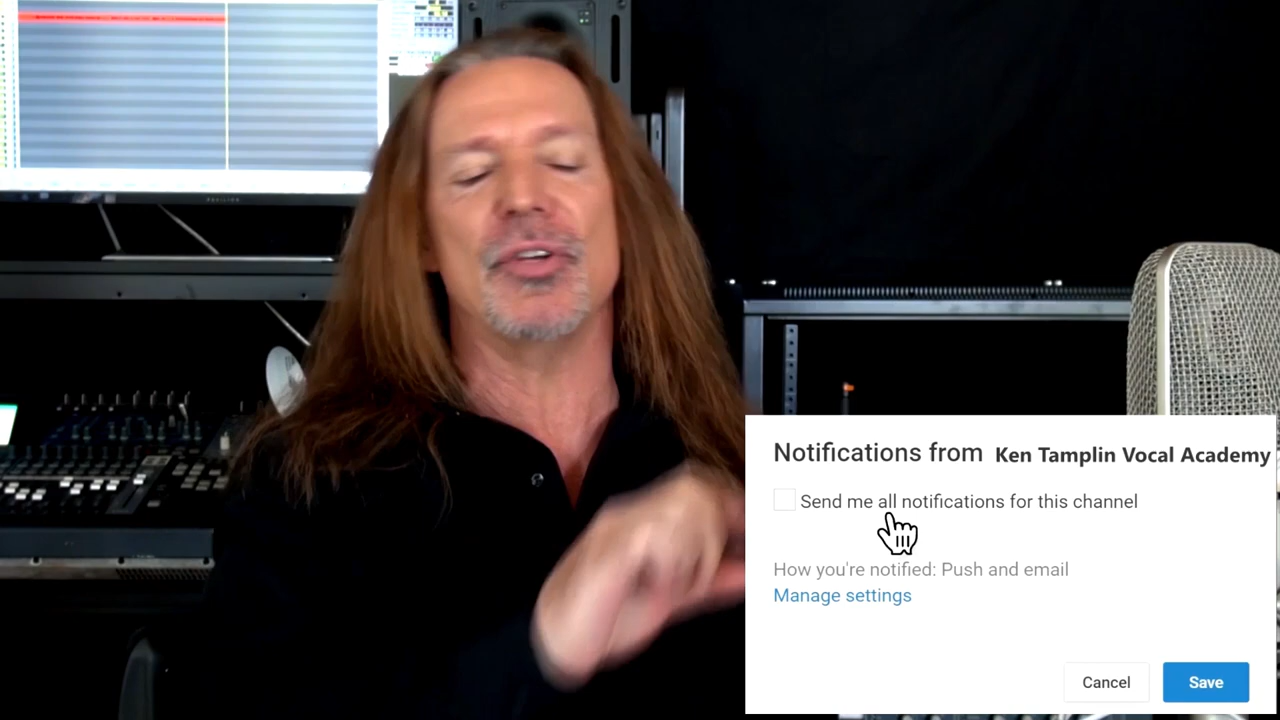 PHILIPS
Notifications from Ken Tamplin Vocal Academy
Send me all notifications for this channel
How you're notified: Push and email
Manage settings
Cancel
Save